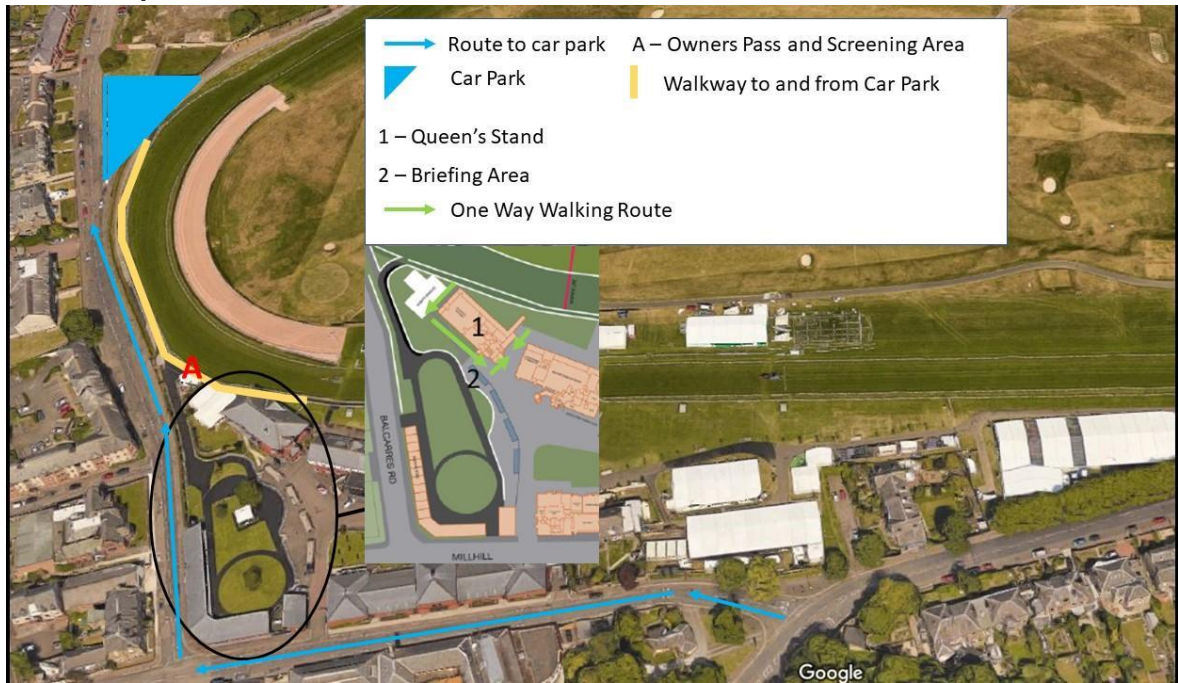 Route to car park
A – Owners Pass and Screening Area
Car Park
Walkway to and from Car Park
1 – Queen's Stand
2 – Briefing Area
One Way Walking Route
A
1
2
BALCARRES RD
MILLHILL
Google